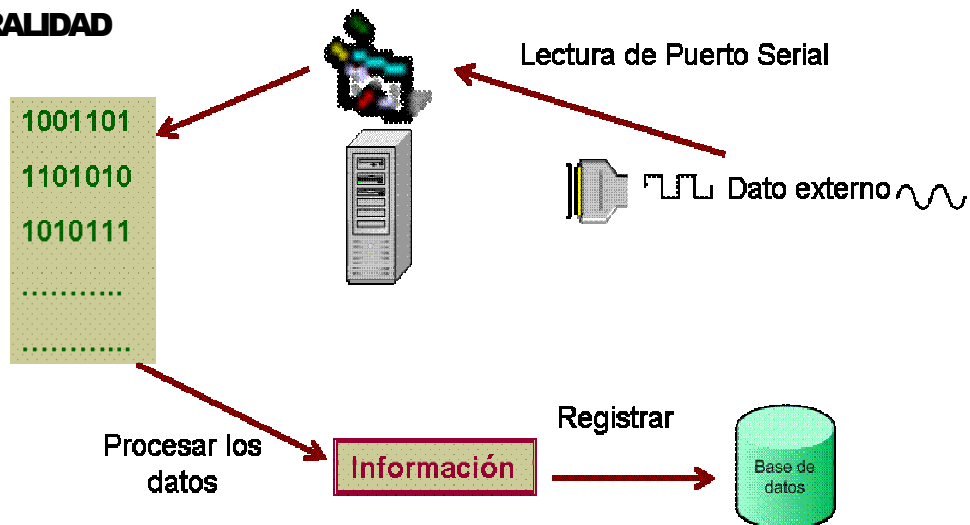 RALIDAD
Lectura de Puerto Serial
1001101
1101010
1010111
...........
............
Dato externo
Procesar los
datos
Información
Registrar
Base de
datos